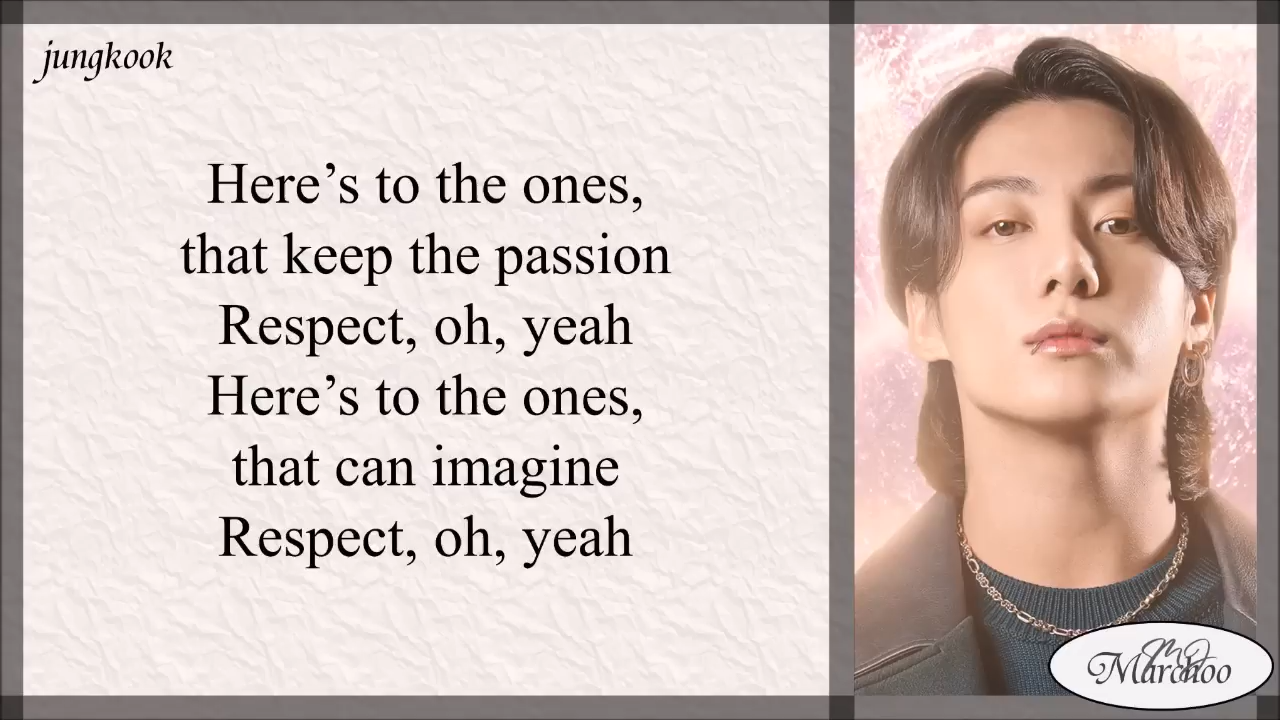 jungkook
Here’s to the ones,
that keep the passion
Respect, oh, yeah
Here’s to the ones,
that can imagine
Respect, oh, yeah
Marchoo